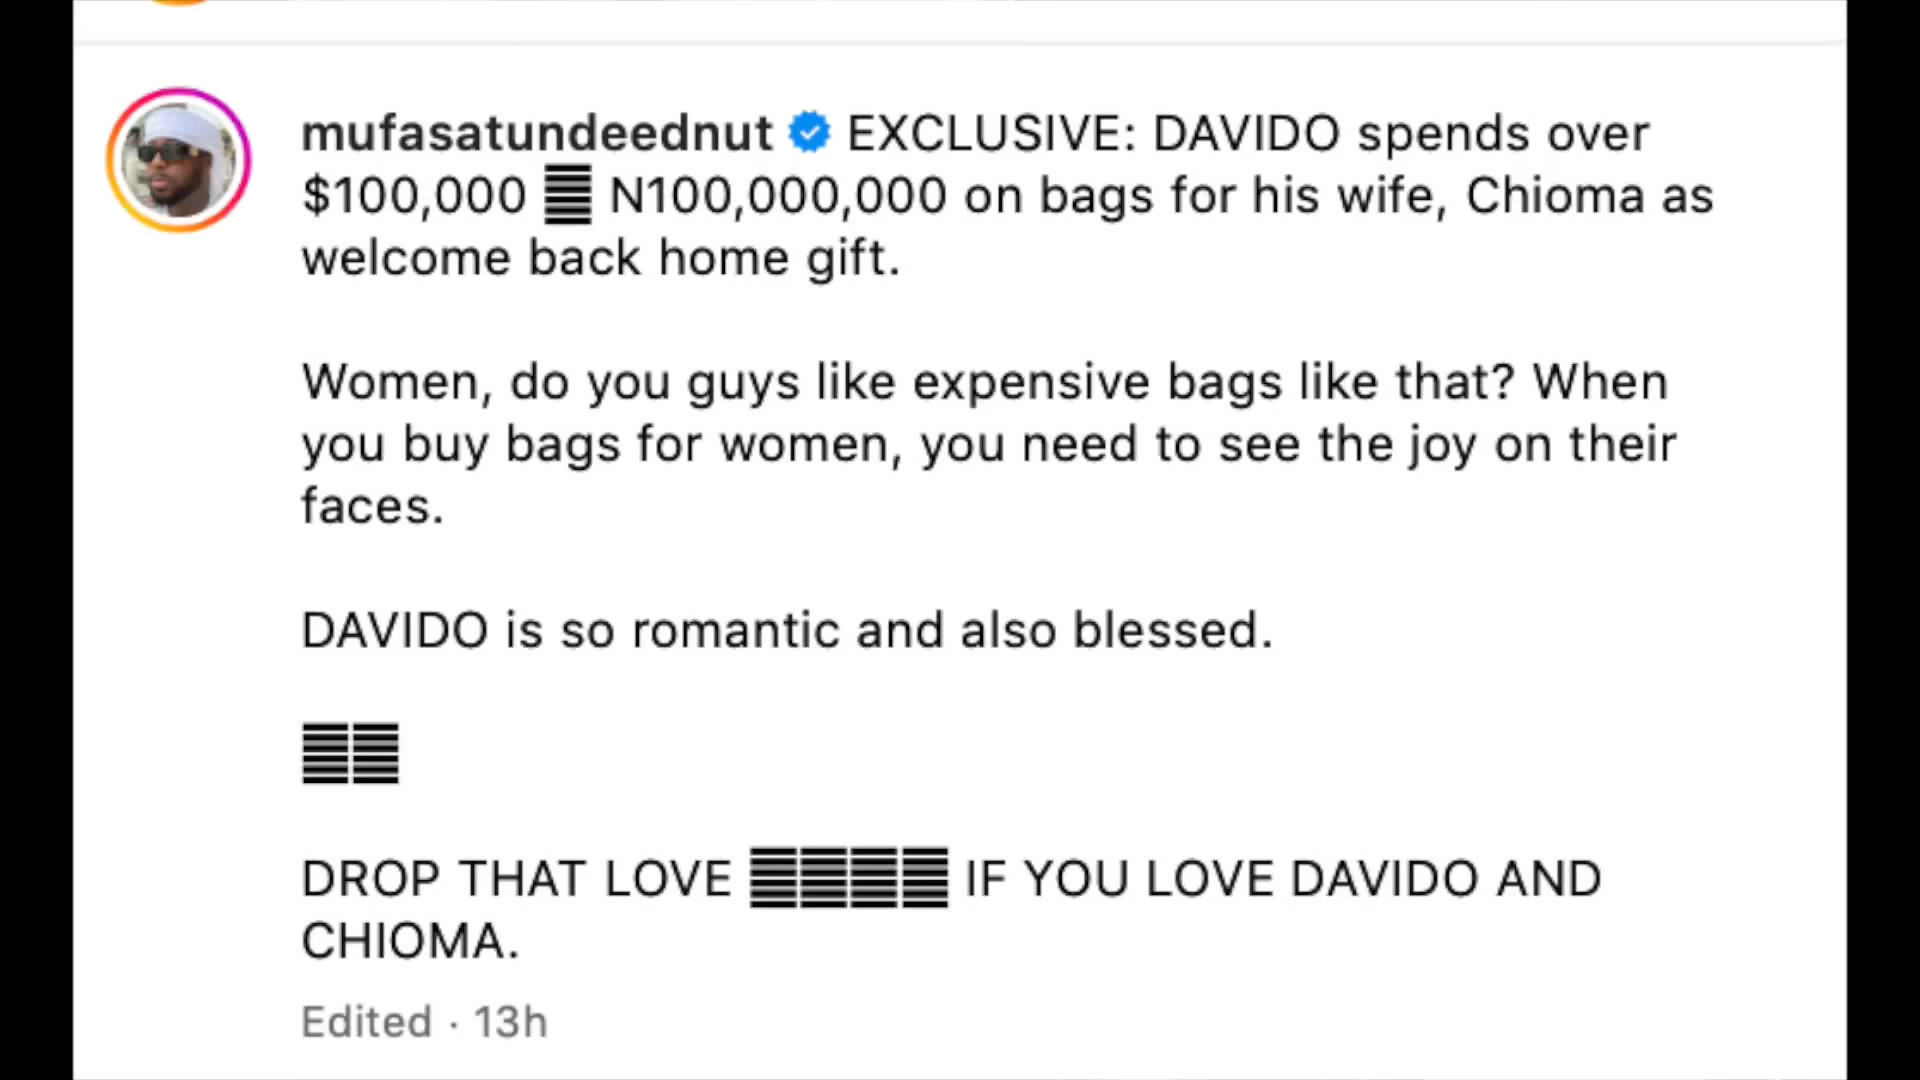 mufasatundeednut EXCLUSIVE: DAVIDO spends over
$100,000 N100,000,000 on bags for his wife, Chioma as
welcome back home gift.
Women, do you guys like expensive bags like that? When
you buy bags for women, you need to see the joy on their
faces.
DAVIDO is so romantic and also blessed.
DROP THAT LOVE IF YOU LOVE DAVIDO AND
CHIOMA.
Edited · 13h